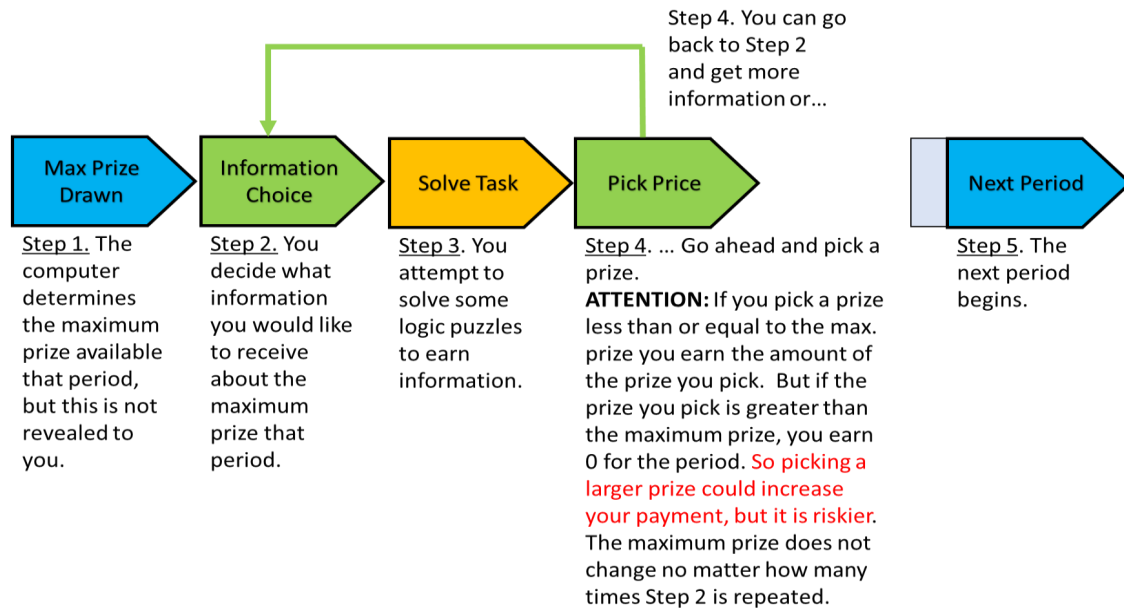 Step 4. You can go
back to Step 2
and get more
information or…
Max Prize
Drawn
Information
Choice
Solve Task
Pick Price
Next Period
Step 1. The
computer
determines
the maximum
prize available
that period,
but this is not
revealed to
you.
Step 2. You
decide what
information
you would like
to receive
about the
maximum
prize that
period.
Step 3. You
attempt to
solve some
logic puzzles
to earn
information.
Step 4. … Go ahead and pick a
prize.
ATTENTION: If you pick a prize
less than or equal to the max.
prize you earn the amount of
the prize you pick.  But if the
prize you pick is greater than
the maximum prize, you earn
0 for the period. So picking a
larger prize could increase
your payment, but it is riskier.
The maximum prize does not
change no matter how many
times Step 2 is repeated.
Step 5. The
next period
begins.